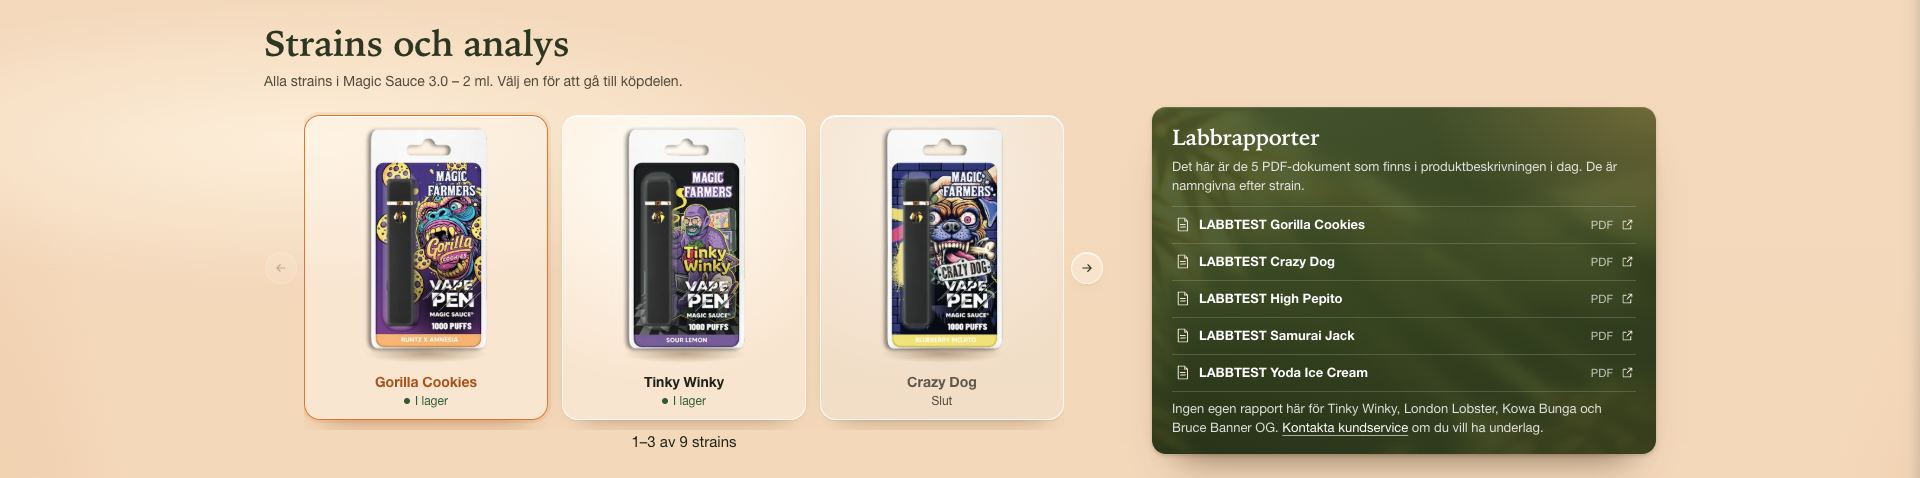 Strains och analys
Alla strains i Magic Sauce 3.0 – 2 ml. Välj en för att gå till köpdelen.
MAGIC
FARMERS
Gorilla
COOKIES
VAPE
PEN
MAGIC SAUCE
1000 PUFFS
RUNTZ X AMNESIA
Gorilla Cookies
I lager
MAGIC
FARMERS
Tinky
Winky
VAPE
PEN
MAGIC SAUCE
1000 PUFFS
SOUR LEMON
Tinky Winky
I lager
MAGIC
FARMERS
CRAZY DOG
VAPE
PEN
MAGIC SAUCE
1000 PUFFS
BLUEBERRY MOJITO
Crazy Dog
Slut
1–3 av 9 strains
Labbrapporter
Det här är de 5 PDF-dokument som finns i produktbeskrivningen i dag. De är
namngivna efter strain.
LABBTEST Gorilla Cookies PDF
LABBTEST Crazy Dog PDF
LABBTEST High Pepito PDF
LABBTEST Samurai Jack PDF
LABBTEST Yoda Ice Cream PDF
Ingen egen rapport här för Tinky Winky, London Lobster, Kowa Bunga och
Bruce Banner OG. Kontakta kundservice om du vill ha underlag.